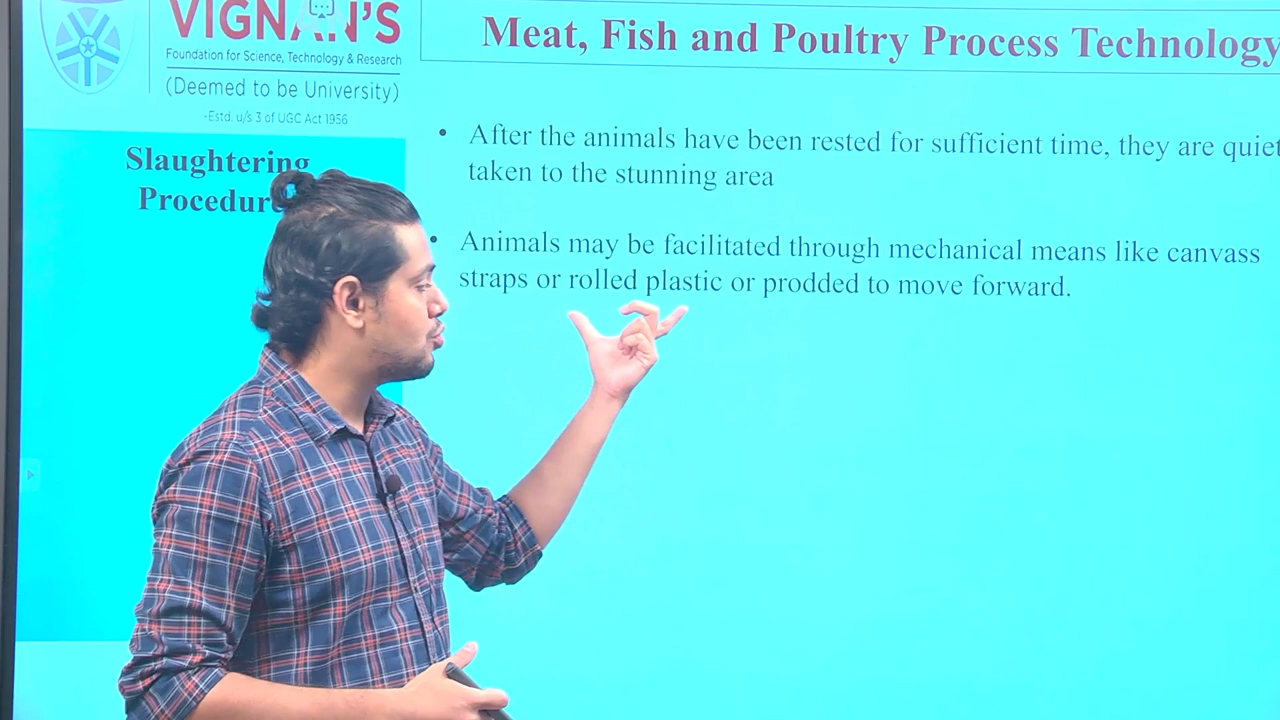 VIGNAN'S
Foundation for Science, Technology & Research
(Deemed to be University)
-Estd. u/s 3 of UGC Act 1956
Meat, Fish and Poultry Process Technology
Slaughtering
• After the animals have been rested for sufficient time, they are
taken to the stunning area
• Animals may be facilitated through mechanical means like canvass
straps or rolled plastic or prodded to move forward.